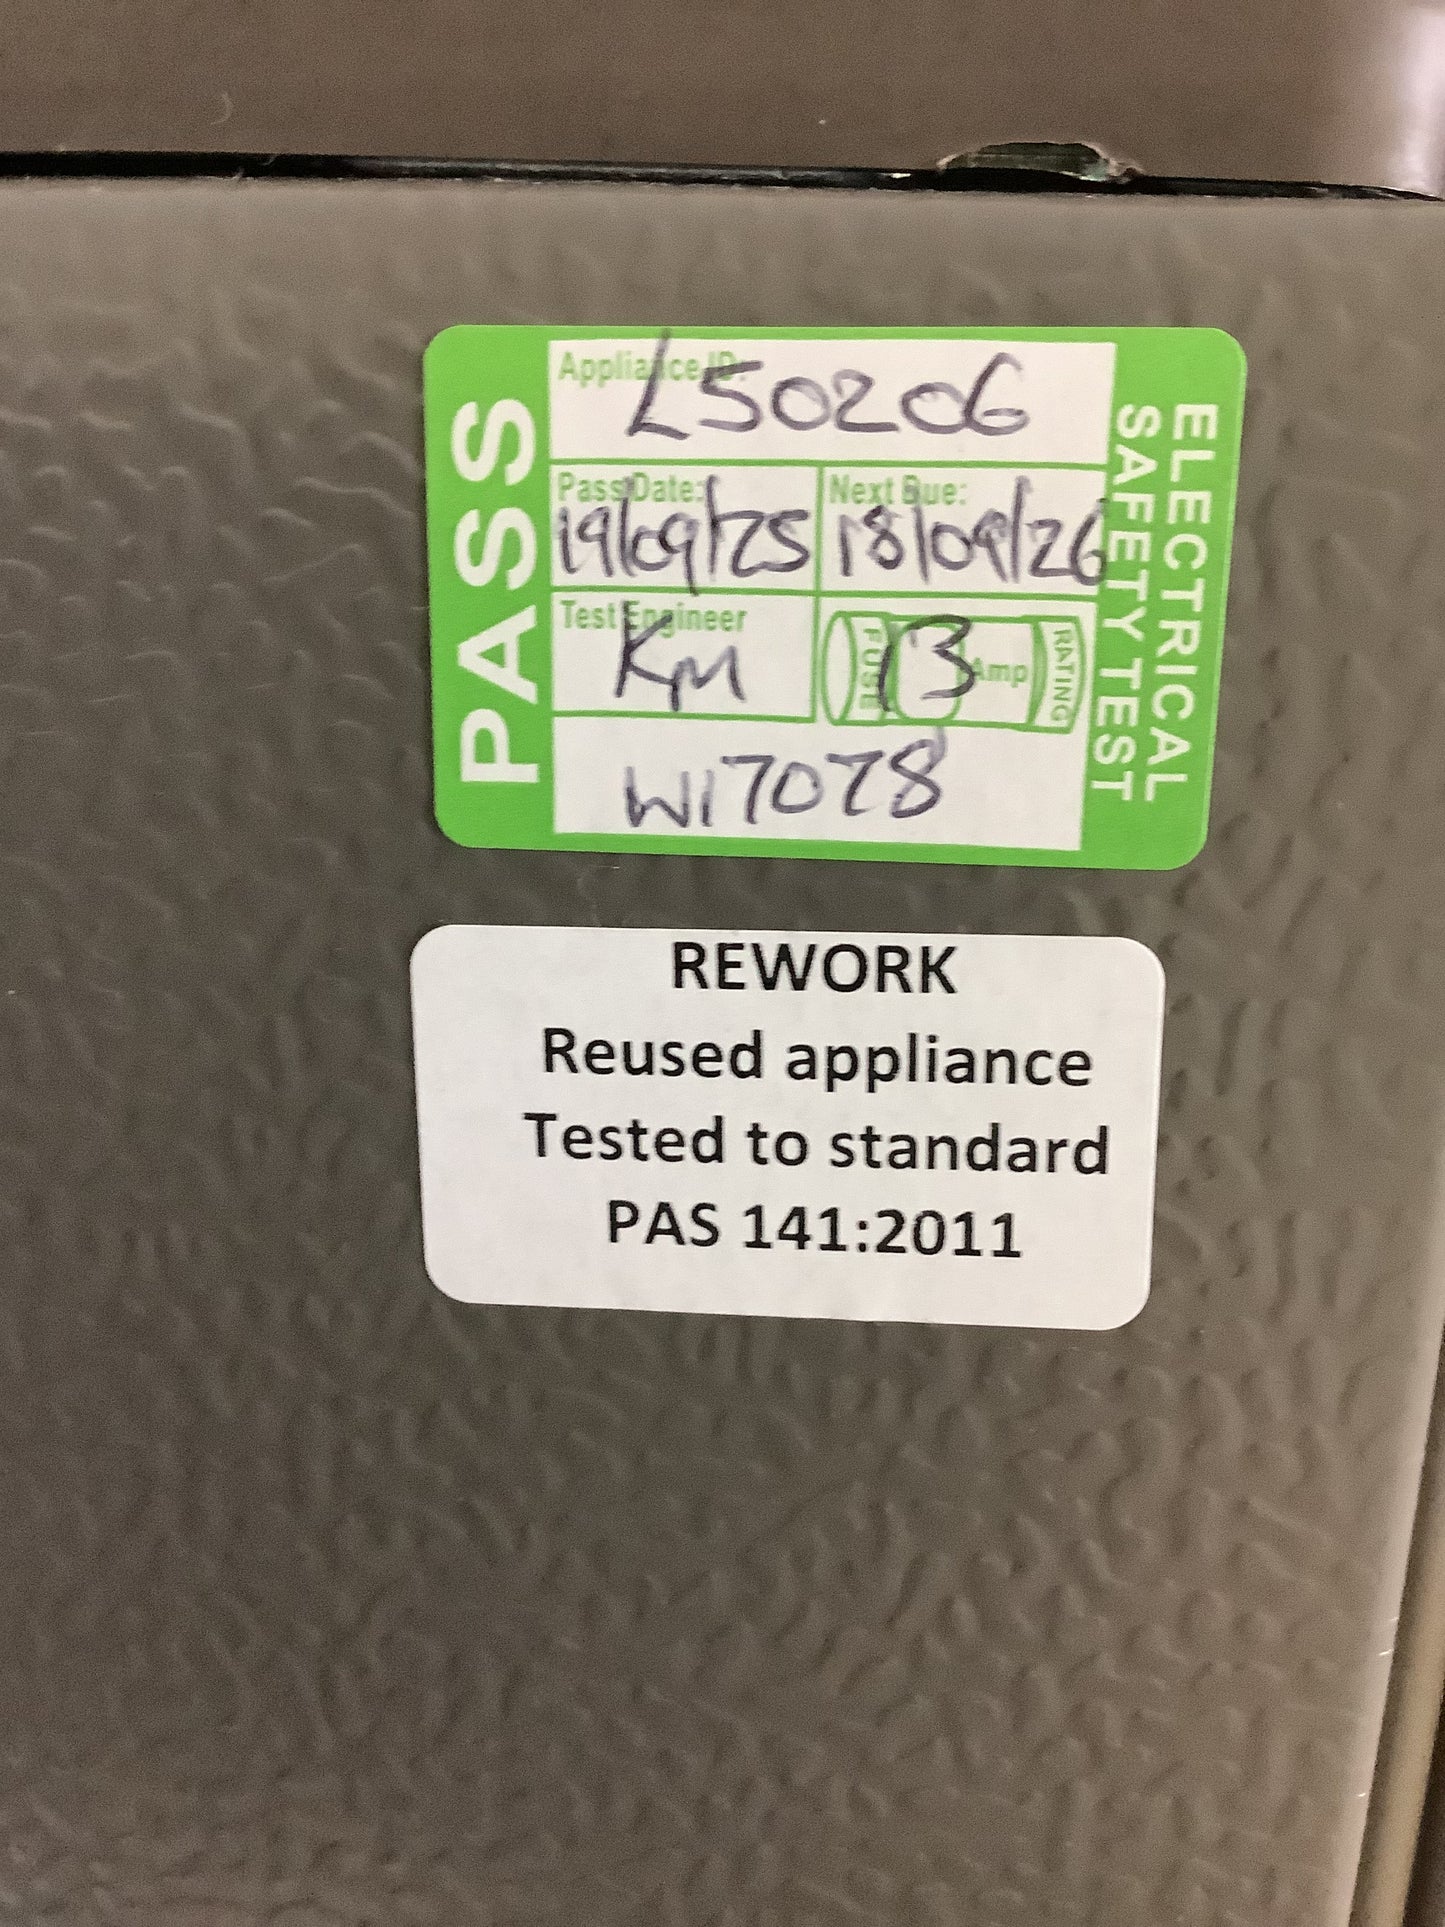 PASS
Appliance ID:
L50206
Pass Date:
19/09/25
Next Due:
18/09/26
Test Engineer
KM
FUSE
13
Amp
RATING
W17078
ELECTRICAL
SAFETY TEST
REWORK
Reused appliance
Tested to standard
PAS 141:2011